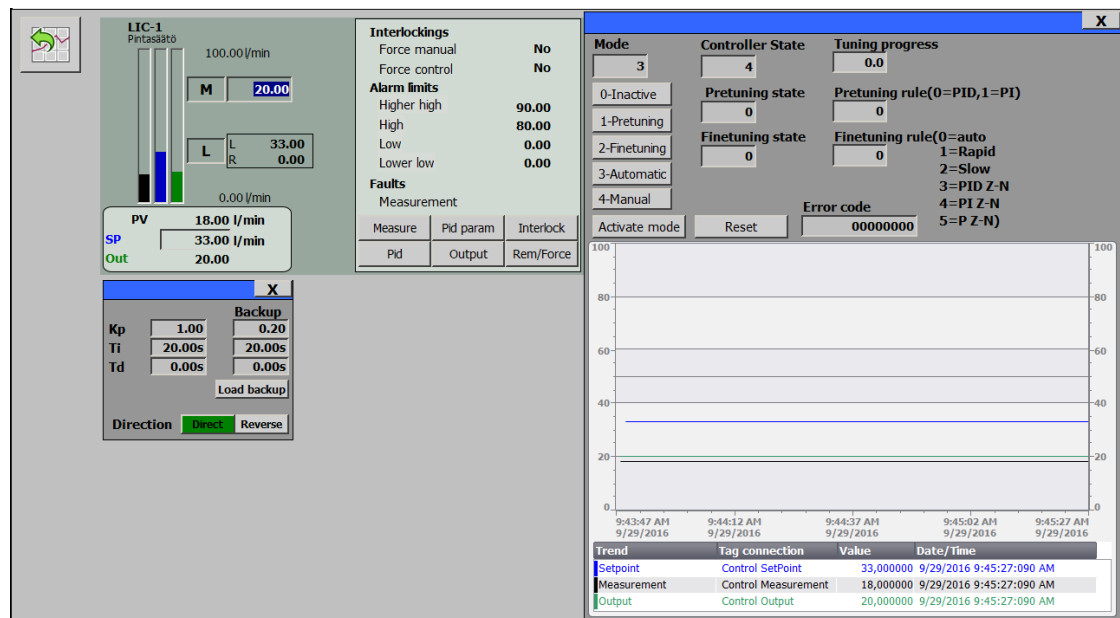 LIC-1
Pintasäätö
100.00 l/min
M 20.00
L L 33.00
R 0.00
0.00 l/min
PV 18.00 l/min
SP 33.00 l/min
Out 20.00
Interlockings
Force manual No
Force control No
Alarm limits
Higher high 90.00
High 80.00
Low 0.00
Lower low 0.00
Faults
Measurement
Measure Pid param Interlock
Pid Output Rem/Force
X
Backup
Kp 1.00 0.20
Ti 20.00s 20.00s
Td 0.00s 0.00s
Load backup
Direction Direct Reverse
X
Mode Controller State Tuning progress
3 4 0.0
0-Inactive Pretuning state Pretuning rule(0=PID,1=PI)
0 0
1-Pretuning
Finetuning state Finetuning rule(0=auto
2-Finetuning 0 0 1=Rapid
2=Slow
3-Automatic 3=PID Z-N
4-Manual Error code 4=PI Z-N
Activate mode Reset 00000000 5=P Z-N)
100 100
80 80
60 60
40 40
20 20
0 0
9:43:47 AM 9:44:12 AM 9:44:37 AM 9:45:02 AM 9:45:27 AM
9/29/2016 9/29/2016 9/29/2016 9/29/2016 9/29/2016
Trend Tag connection Value Date/Time
Setpoint Control SetPoint 33,000000 9/29/2016 9:45:27:090 AM
Measurement Control Measurement 18,000000 9/29/2016 9:45:27:090 AM
Output Control Output 20,000000 9/29/2016 9:45:27:090 AM